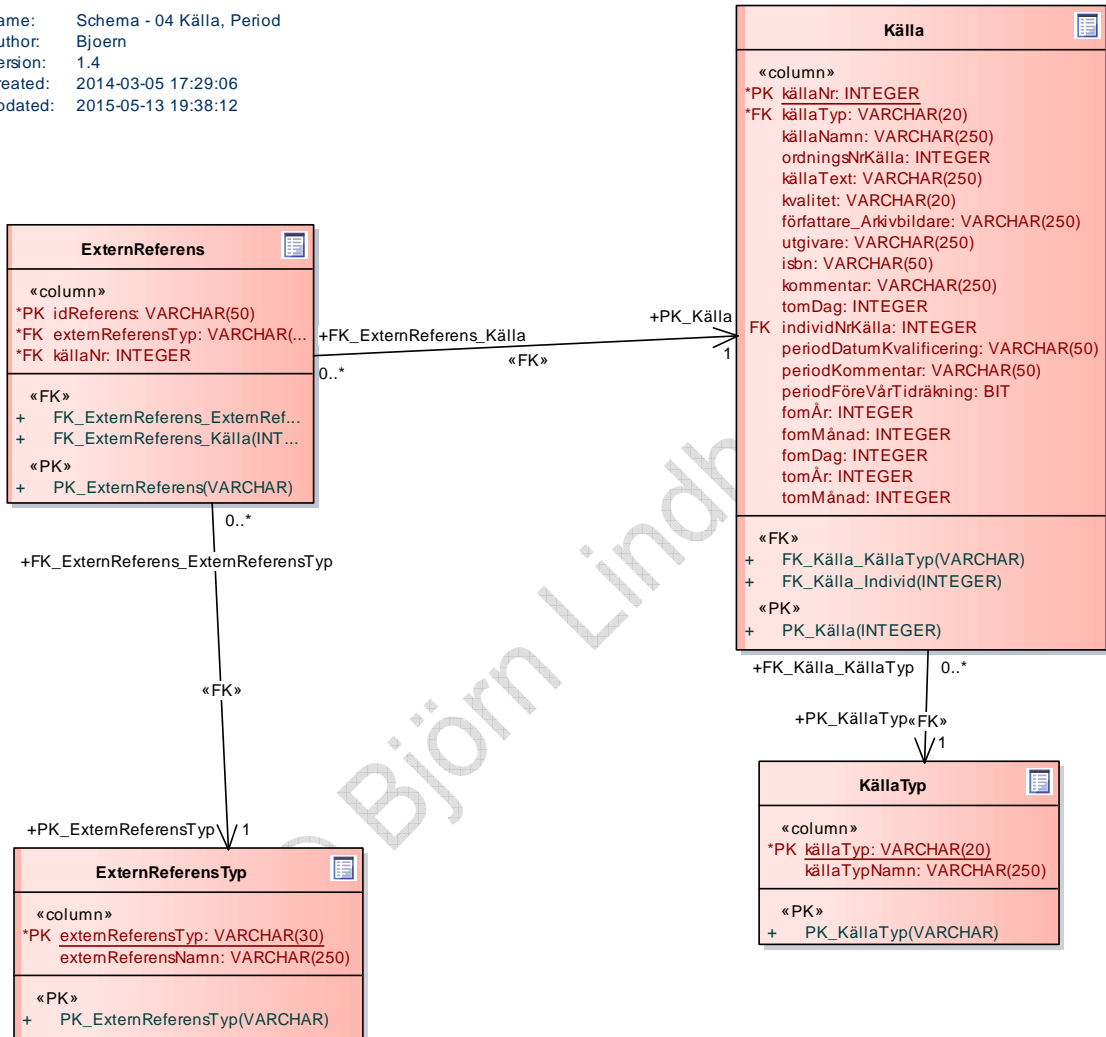 ame: Schema - 04 Källa, Period
uthor: Bjoern
ersion: 1.4
reated: 2014-03-05 17:29:06
pdated: 2015-05-13 19:38:12
Källa
«column»
*PK källaNr: INTEGER
*FK källaTyp: VARCHAR(20)
källaNamn: VARCHAR(250)
ordningsNrKälla: INTEGER
källaText: VARCHAR(250)
kvalitet: VARCHAR(20)
författare_Arkivbildare: VARCHAR(250)
utgivare: VARCHAR(250)
isbn: VARCHAR(50)
kommentar: VARCHAR(250)
tomDag: INTEGER
FK individNrKälla: INTEGER
periodDatumKvalificering: VARCHAR(50)
periodKommentar: VARCHAR(50)
periodFöreVårTidräkning: BIT
fomÅr: INTEGER
fomMånad: INTEGER
fomDag: INTEGER
tomÅr: INTEGER
tomMånad: INTEGER
«FK»
+ FK_Källa_KällaTyp(VARCHAR)
+ FK_Källa_Individ(INTEGER)
«PK»
+ PK_Källa(INTEGER)
ExternReferens
«column»
*PK idReferens: VARCHAR(50)
*FK externReferensTyp: VARCHAR(...
*FK källaNr: INTEGER
«FK»
+ FK_ExternReferens_ExternRef...
+ FK_ExternReferens_Källa(INT...
«PK»
+ PK_ExternReferens(VARCHAR)
+FK_ExternReferens_Källa
0..*
«FK»
+PK_Källa
1
0..*
+FK_ExternReferens_ExternReferensTyp
«FK»
+PK_ExternReferensTyp
1
+FK_Källa_KällaTyp
0..*
+PK_KällaTyp
«FK»
1
KällaTyp
«column»
*PK källaTyp: VARCHAR(20)
källaTypNamn: VARCHAR(250)
«PK»
+ PK_KällaTyp(VARCHAR)
ExternReferensTyp
«column»
*PK externReferensTyp: VARCHAR(30)
externReferensNamn: VARCHAR(250)
«PK»
+ PK_ExternReferensTyp(VARCHAR)
Björn Lindh